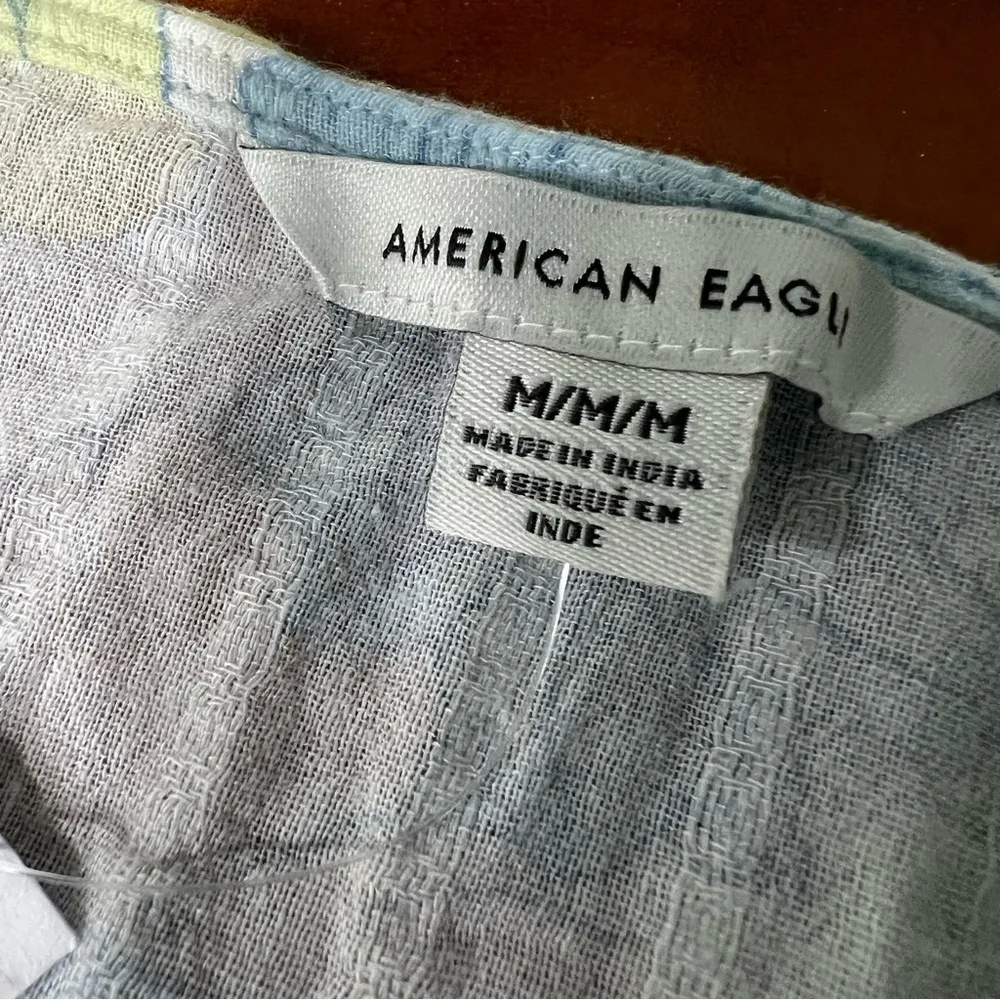 AMERICAN EAGL
M/M/M
MADE IN INDIA
FABRIQUÉ EN
INDE